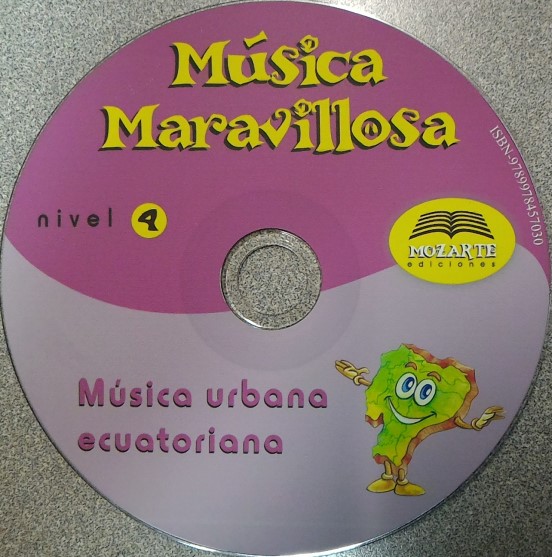 Música
Maravillosa
ISBN-9789978457030
nivel 4
MOZARTE
ediciones
Música urbana
ecuatoriana